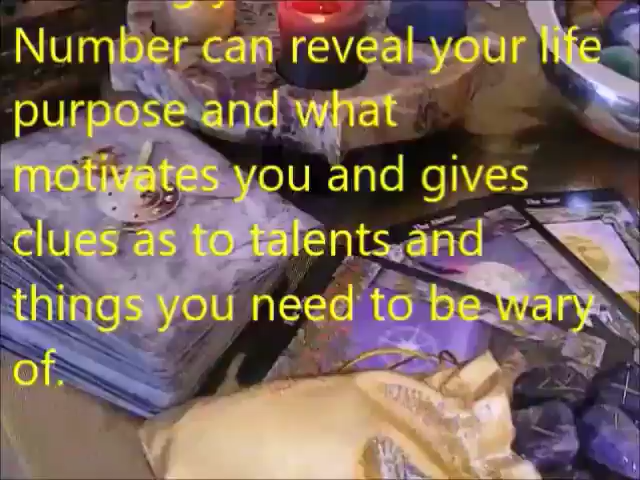 Number can reveal your life
purpose and what
motivates you and gives
clues as to talents and
things you need to be wary
of.